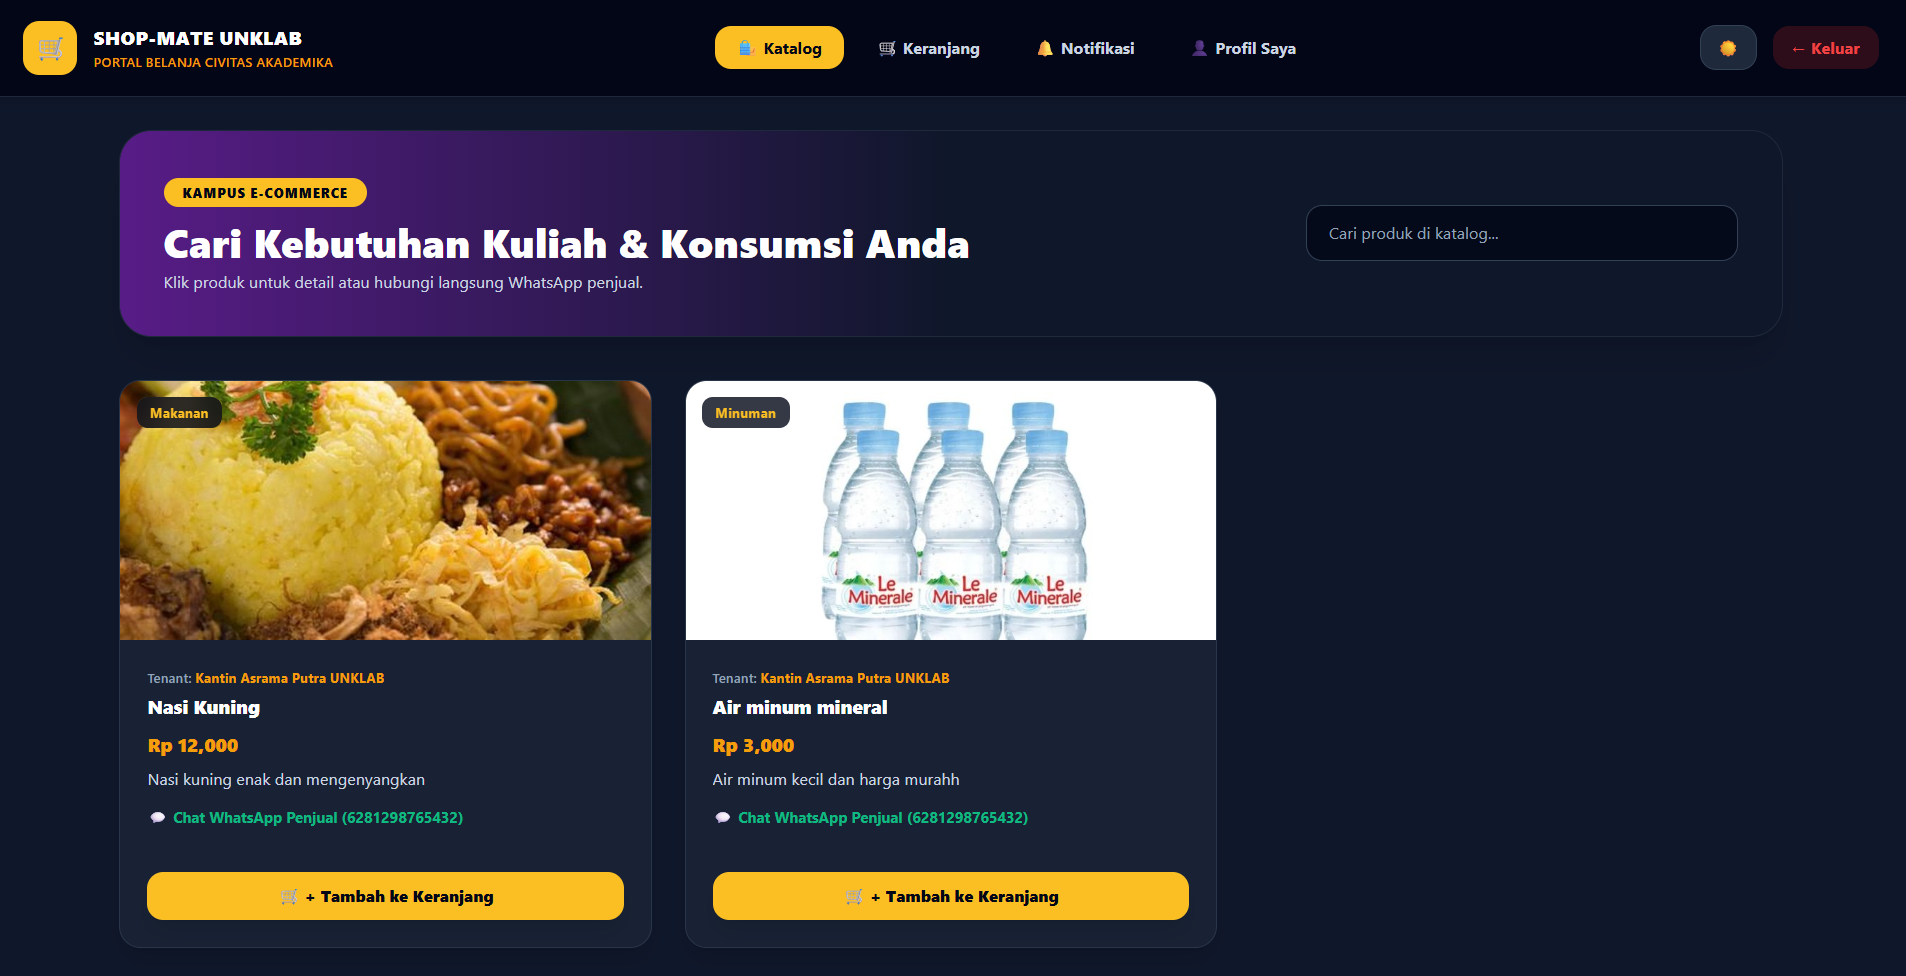 SHOP-MATE UNKLAB
PORTAL BELANJA CIVITAS AKADEMIKA
Katalog
Keranjang
Notifikasi
Profil Saya
← Keluar
KAMPUS E-COMMERCE
Cari Kebutuhan Kuliah & Konsumsi Anda
Klik produk untuk detail atau hubungi langsung WhatsApp penjual.
Cari produk di katalog...
Makanan
Tenant: Kantin Asrama Putra UNKLAB
Nasi Kuning
Rp 12,000
Nasi kuning enak dan mengenyangkan
Chat WhatsApp Penjual (6281298765432)
+ Tambah ke Keranjang
Minuman
Le Minerale
Le Minerale
Le Minerale
Tenant: Kantin Asrama Putra UNKLAB
Air minum mineral
Rp 3,000
Air minum kecil dan harga murahh
Chat WhatsApp Penjual (6281298765432)
+ Tambah ke Keranjang